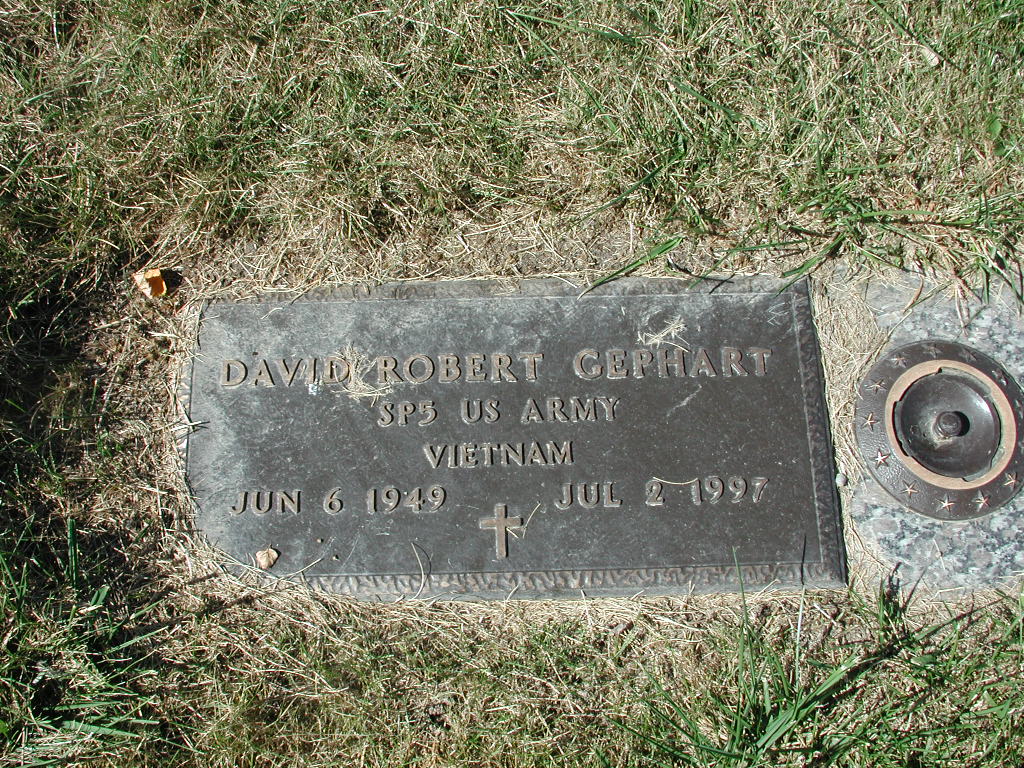 DAVID ROBERT GEPHART
SP5 US ARMY
VIETNAM
JUN 6 1949 JUL 2 1997